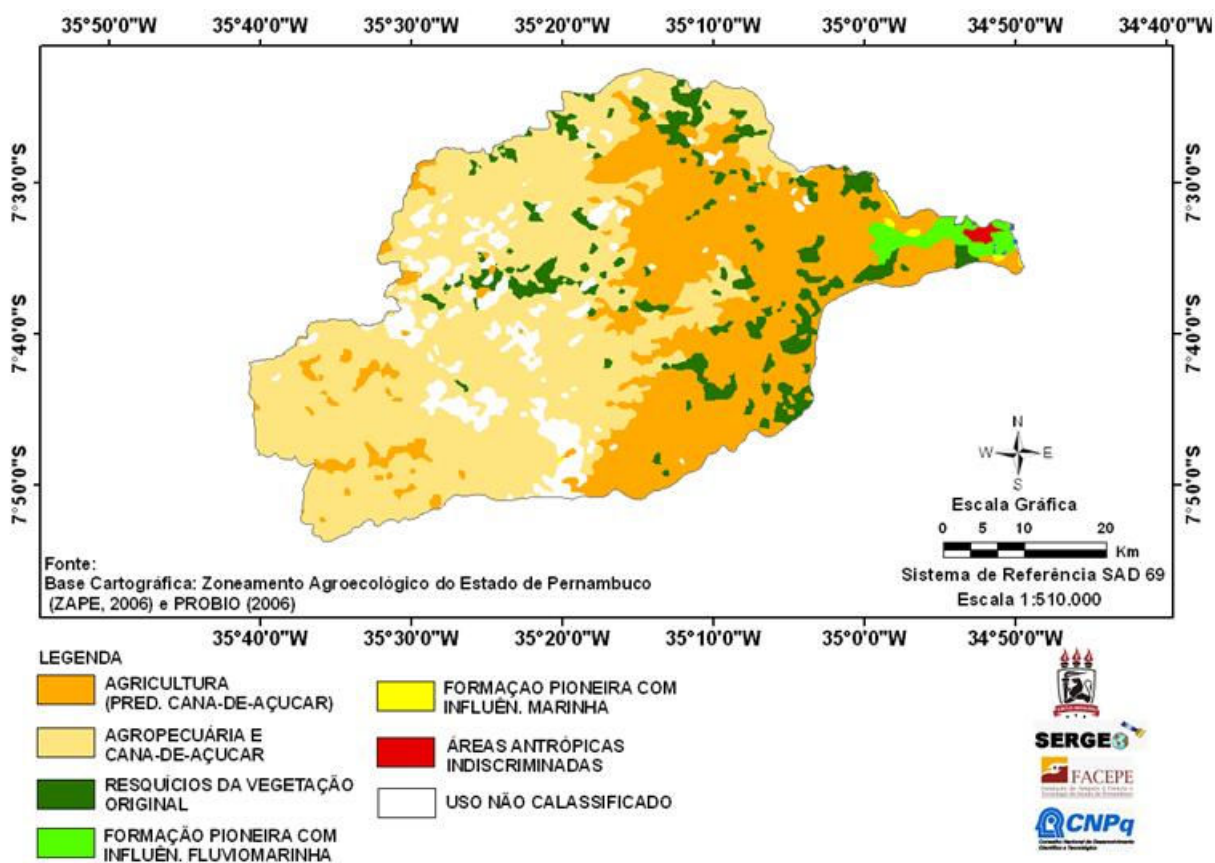 35°50'0"W 35°40'0"W 35°30'0"W 35°20'0"W 35°10'0"W 35°0'0"W 34°50'0"W 34°40'0"W
7°30'0"S 7°30'0"S
7°40'0"S 7°40'0"S
7°50'0"S 7°50'0"S
N
W E
S
Escala Gráfica
0 5 10 20
Km
Sistema de Referência SAD 69
Escala 1:510.000
Fonte:
Base Cartográfica: Zoneamento Agroecológico do Estado de Pernambuco
(ZAPE, 2006) e PROBIO (2006)
35°40'0"W 35°30'0"W 35°20'0"W 35°10'0"W 35°0'0"W 34°50'0"W
LEGENDA
AGRICULTURA
(PRED. CANA-DE-AÇUCAR)
AGROPECUÁRIA E
CANA-DE-AÇUCAR
RESQUÍCIOS DA VEGETAÇÃO
ORIGINAL
FORMAÇÃO PIONEIRA COM
INFLUÊN. FLUVIOMARINHA
FORMAÇAO PIONEIRA COM
INFLUÊN. MARINHA
ÁREAS ANTRÓPICAS
INDISCRIMINADAS
USO NÃO CALASSIFICADO
SERGEO
FACEPE
CNPq